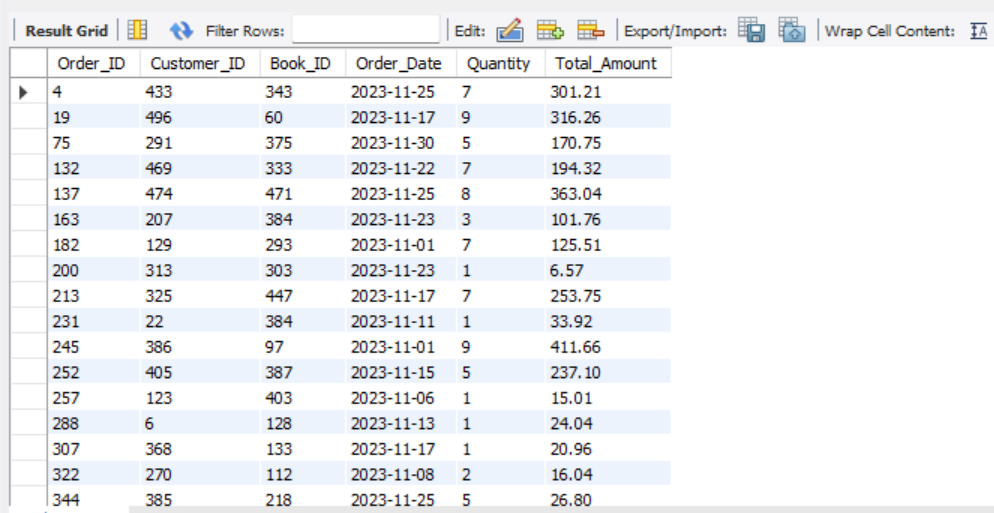 Result Grid Filter Rows: Edit: Export/Import: Wrap Cell Content: IA
Order_ID Customer_ID Book_ID Order_Date Quantity Total_Amount
4 433 343 2023-11-25 7 301.21
19 496 60 2023-11-17 9 316.26
75 291 375 2023-11-30 5 170.75
132 469 333 2023-11-22 7 194.32
137 474 471 2023-11-25 8 363.04
163 207 384 2023-11-23 3 101.76
182 129 293 2023-11-01 7 125.51
200 313 303 2023-11-23 1 6.57
213 325 447 2023-11-17 7 253.75
231 22 384 2023-11-11 1 33.92
245 386 97 2023-11-01 9 411.66
252 405 387 2023-11-15 5 237.10
257 123 403 2023-11-06 1 15.01
288 6 128 2023-11-13 1 24.04
307 368 133 2023-11-17 1 20.96
322 270 112 2023-11-08 2 16.04
344 385 218 2023-11-25 5 26.80